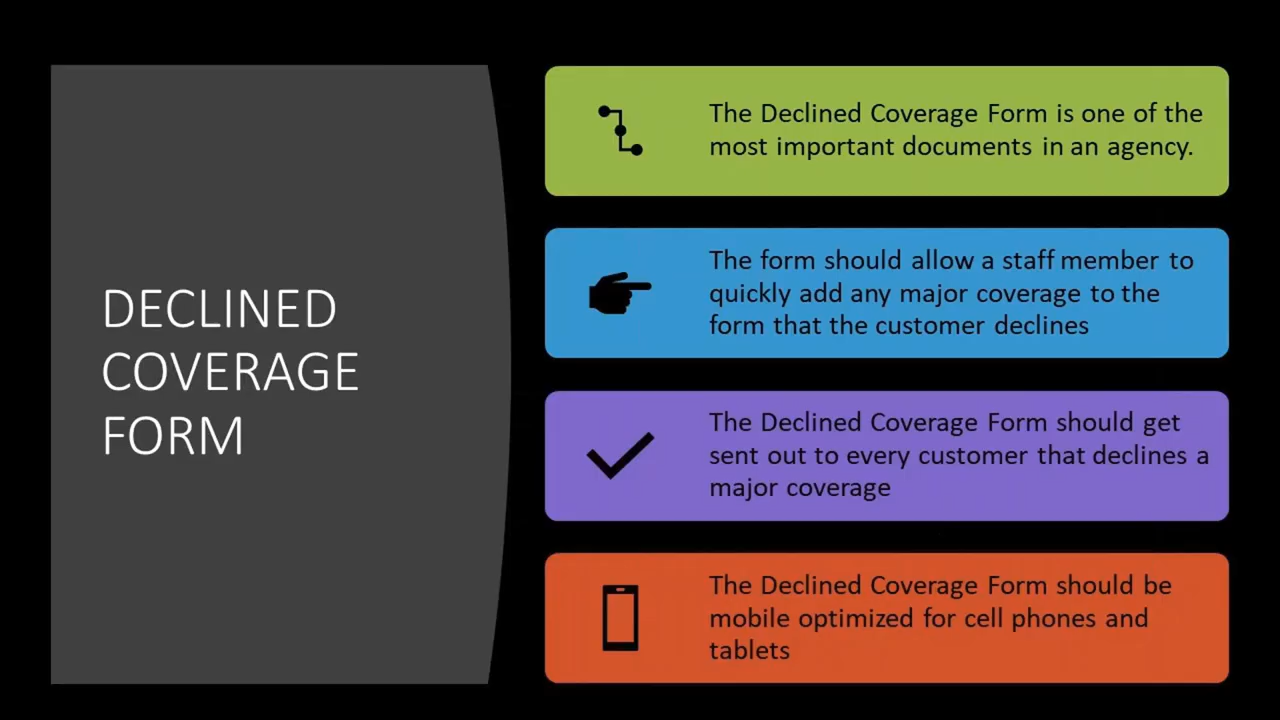 DECLINED
COVERAGE
FORM
The Declined Coverage Form is one of the
most important documents in an agency.
The form should allow a staff member to
quickly add any major coverage to the
form that the customer declines
The Declined Coverage Form should get
sent out to every customer that declines a
major coverage
The Declined Coverage Form should be
mobile optimized for cell phones and
tablets